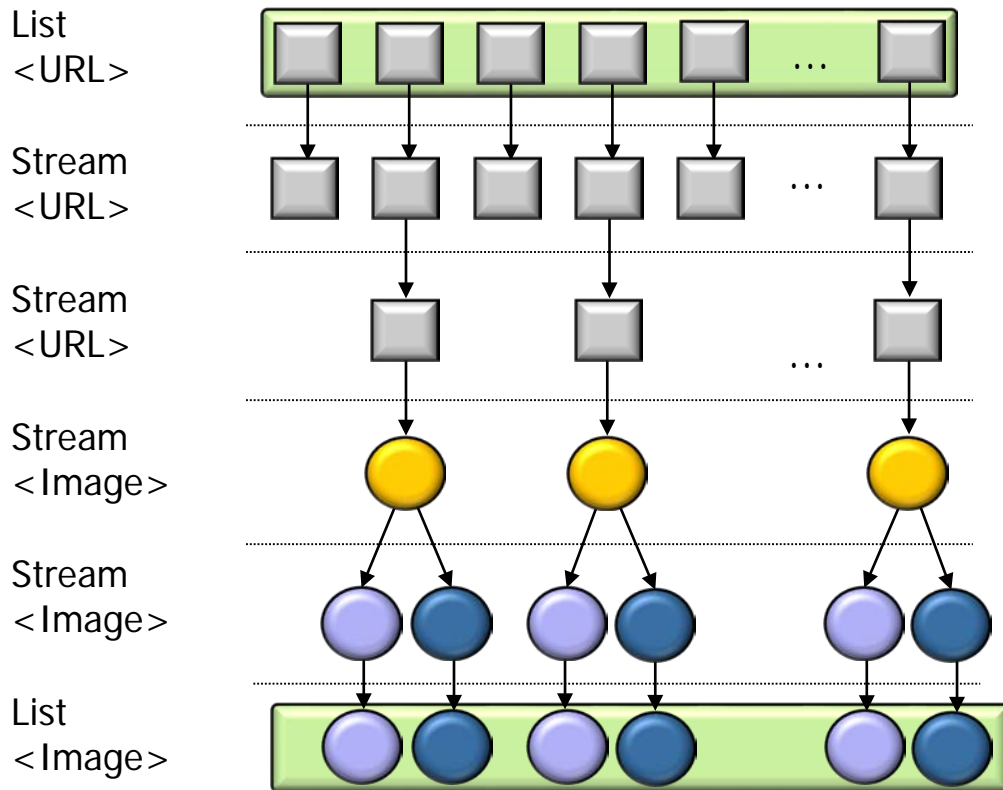 List
<URL>
...
Stream
<URL>
...
Stream
<URL>
...
Stream
<Image>
Stream
<Image>
List
<Image>